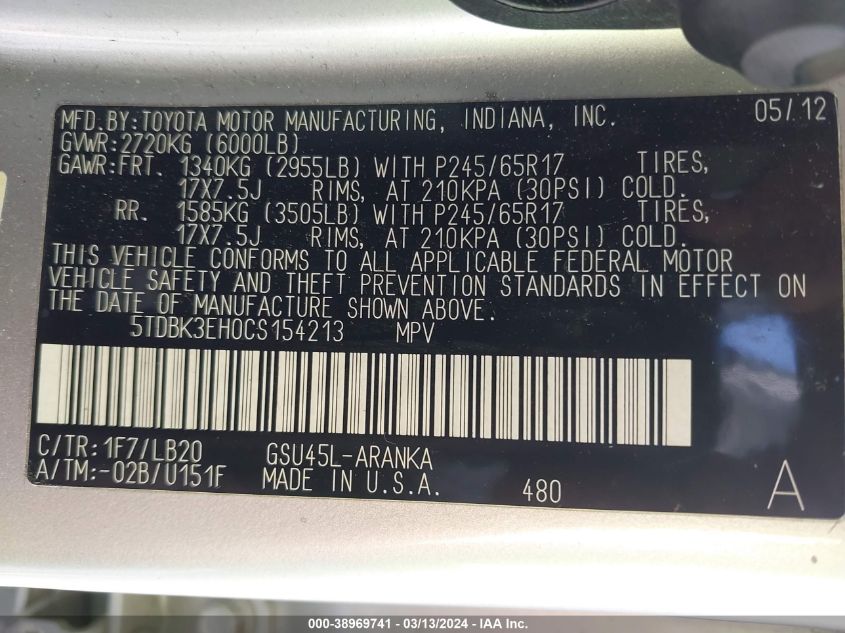 MFD.BY:TOYOTA MOTOR MANUFACTURING, INDIANA, INC. 05/12
GVWR:2720KG (6000LB)
GAWR:FRT. 1340KG (2955LB) WITH P245/65R17 TIRES,
17X7.5J RIMS, AT 210KPA (30PSI) COLD.
RR. 1585KG (3505LB) WITH P245/65R17 TIRES,
17X7.5J RIMS, AT 210KPA (30PSI) COLD.
THIS VEHICLE CONFORMS TO ALL APPLICABLE FEDERAL MOTOR
VEHICLE SAFETY AND THEFT PREVENTION STANDARDS IN EFFECT ON
THE DATE OF MANUFACTURE SHOWN ABOVE.
5TDBK3EH0CS154213 MPV
C/TR:1F7/LB20 GSU45L-ARANKA
A/TM:-02B/U151F MADE IN U.S.A. 480 A
000-38969741 - 03/13/2024 - IAA Inc.